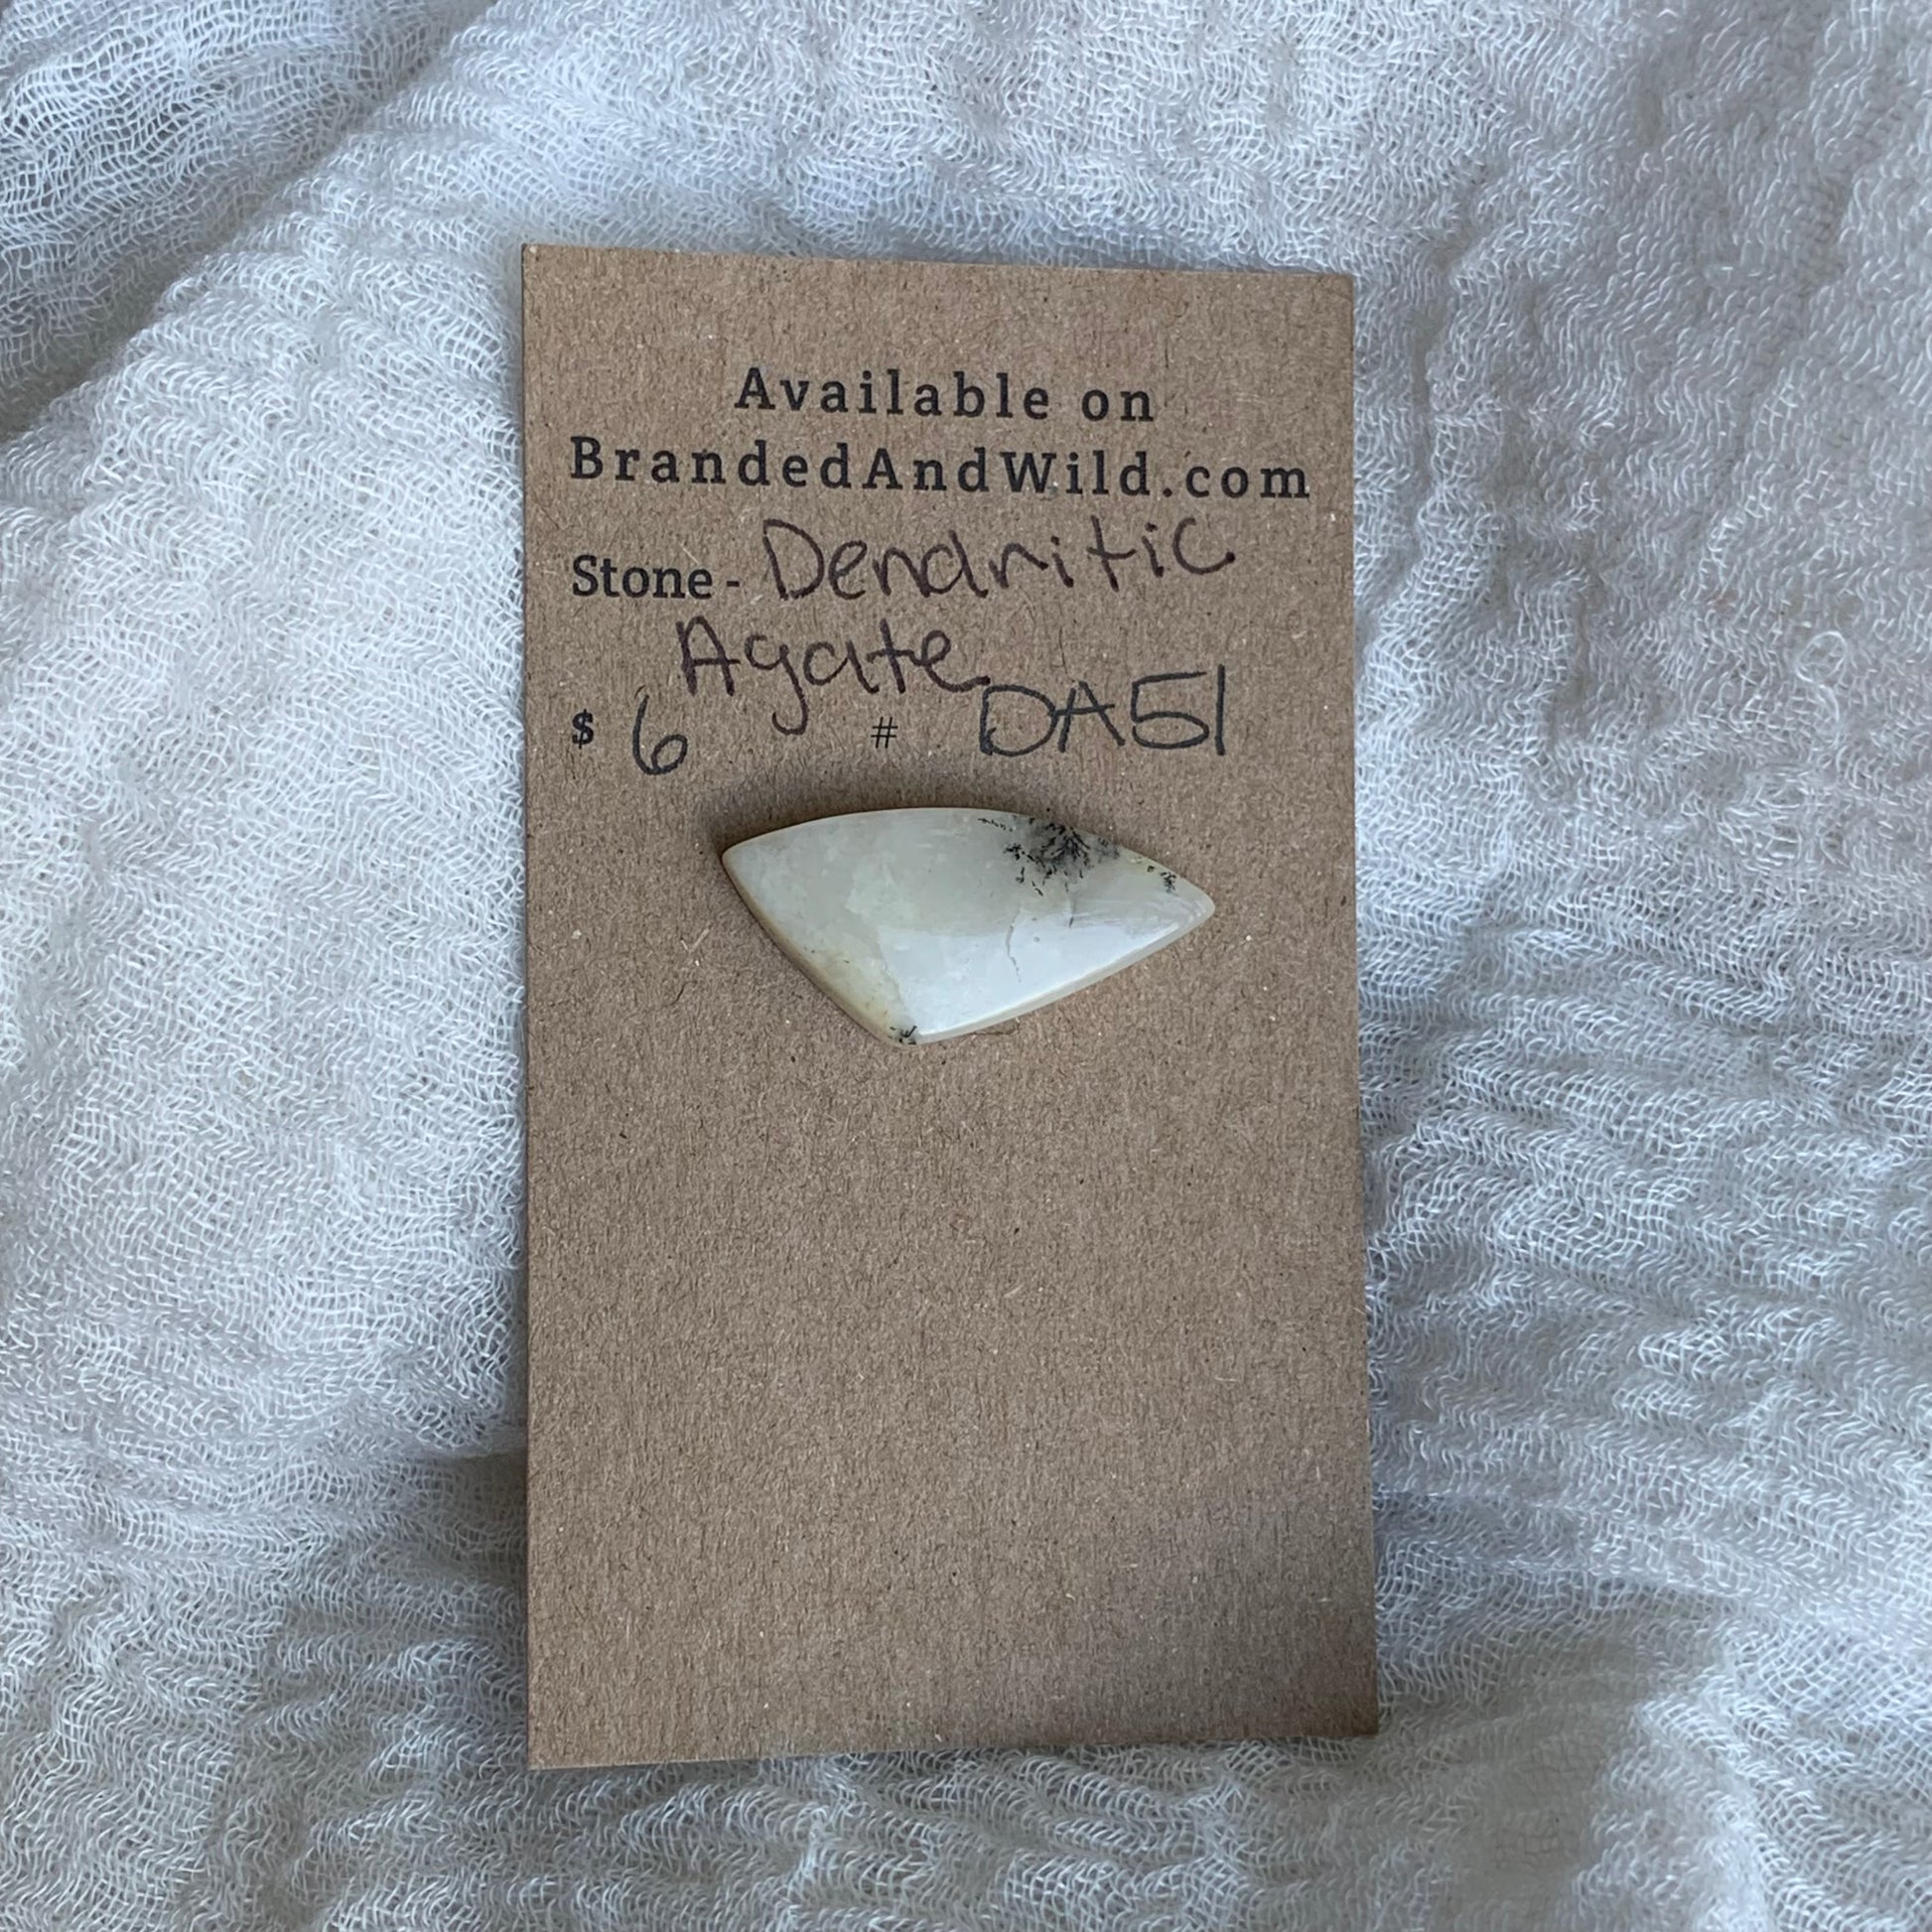 Available on
BrandedAndWild.com
Stone - Dendritic
Agate
$ 6 # DA51